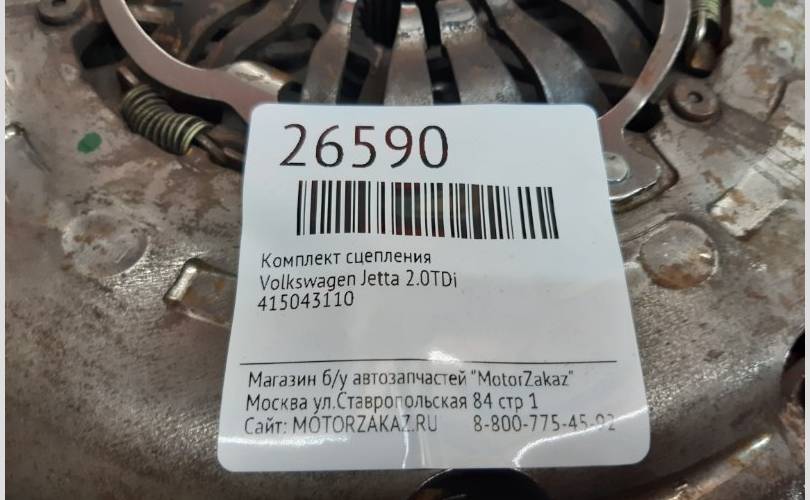 26590
Комплект сцепления
Volkswagen Jetta 2.0TDi
415043110
Магазин б/у автозапчастей "MotorZakaz"
Москва ул.Ставропольская 84 стр 1
Сайт: MOTORZAKAZ.RU 8-800-775-45-92